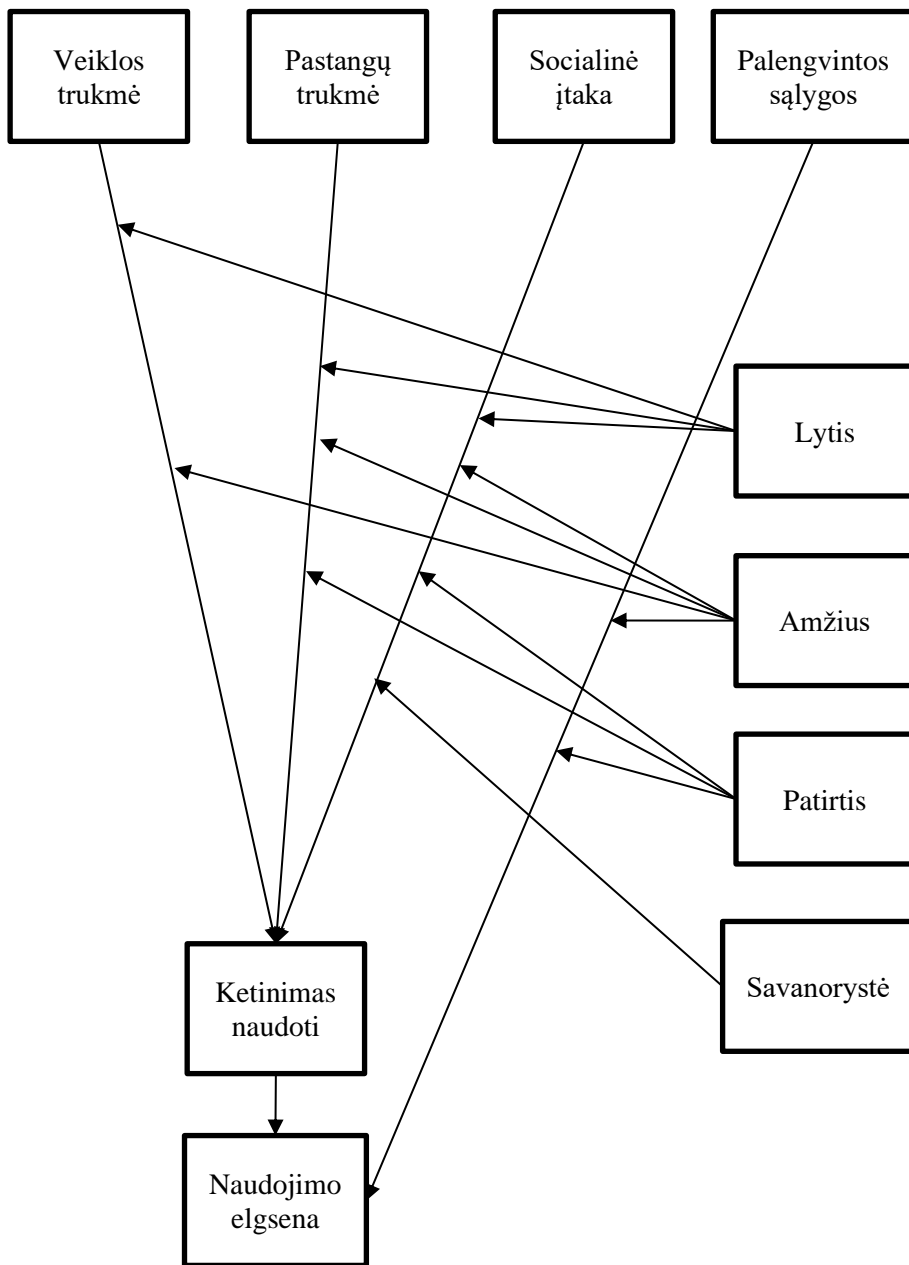 Veiklos
trukmė
Pastangų
trukmė
Socialinė
įtaka
Palengvintos
sąlygos
Lytis
Amžius
Patirtis
Savanorystė
Ketinimas
naudoti
Naudojimo
elgsena